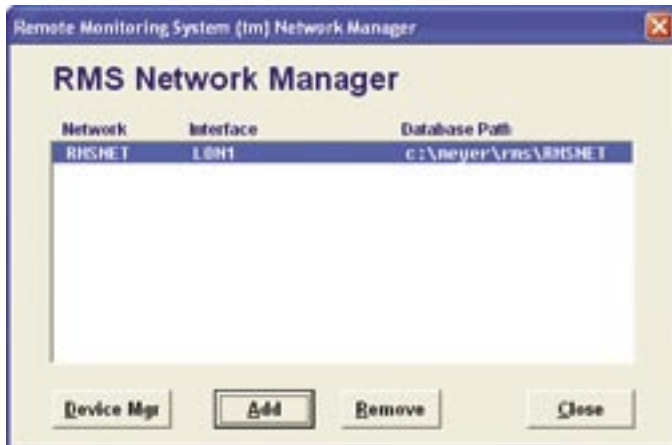 Remote Monitoring System (tm) Network Manager
RMS Network Manager
Network Interface Database Path
RMSNET LON1 c:\meyer\rms\RMSNET
Device Mgr Add Remove Close